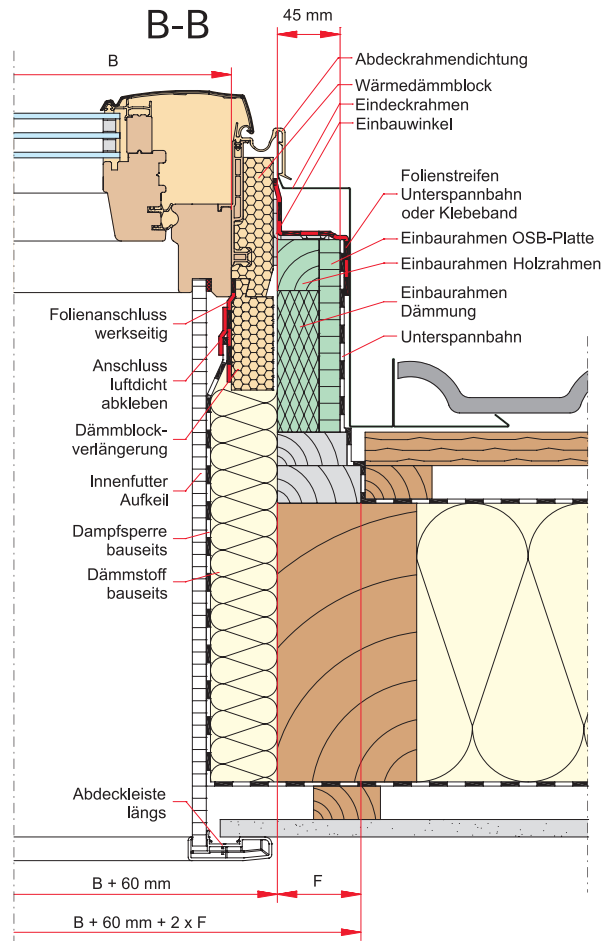 B-B
45 mm
B
Abdeckrahmendichtung
Wärmedämmblock
Eindeckrahmen
Einbauwinkel
Folienstreifen
Unterspannbahn
oder Klebeband
Einbaurahmen OSB-Platte
Einbaurahmen Holzrahmen
Einbaurahmen
Dämmung
Unterspannbahn
Folienanschluss
werkseitig
Anschluss
luftdicht
abkleben
Dämmblock-
verlängerung
Innenfutter
Aufkeil
Dampfsperre
bauseits
Dämmstoff
bauseits
Abdeckleiste
längs
B + 60 mm
F
B + 60 mm + 2 x F